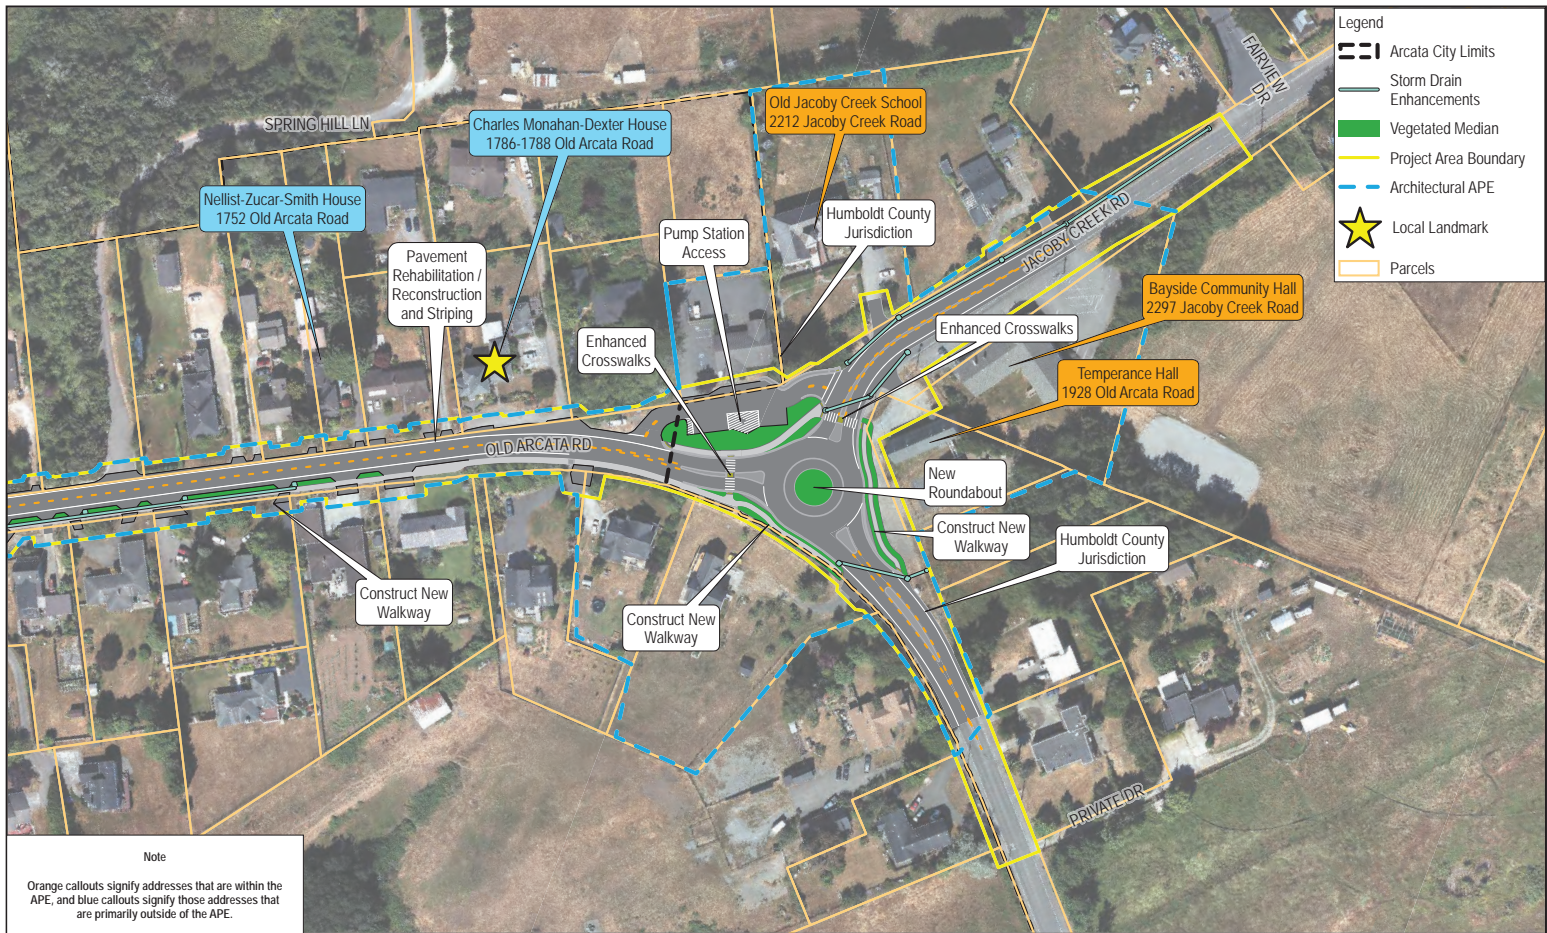 SPRING HILL LN
Charles Monahan-Dexter House
1786-1788 Old Arcata Road
Old Jacoby Creek School
2212 Jacoby Creek Road
FAIRVIEW
DR
Legend
Arcata City Limits
Storm Drain
Enhancements
Vegetated Median
Project Area Boundary
Architectural APE
Local Landmark
Parcels
Nellist-Zucar-Smith House
1752 Old Arcata Road
Pavement
Rehabilitation /
Reconstruction
and Striping
Pump Station
Access
Humboldt County
Jurisdiction
JACOBY CREEK RD
Bayside Community Hall
2297 Jacoby Creek Road
Enhanced
Crosswalks
Enhanced Crosswalks
Temperance Hall
1928 Old Arcata Road
OLD ARCATA RD
New
Roundabout
Construct New
Walkway
Humboldt County
Jurisdiction
Construct New
Walkway
Construct New
Walkway
PRIVATE DR
Note
Orange callouts signify addresses that are within the
APE, and blue callouts signify those addresses that
are primarily outside of the APE.